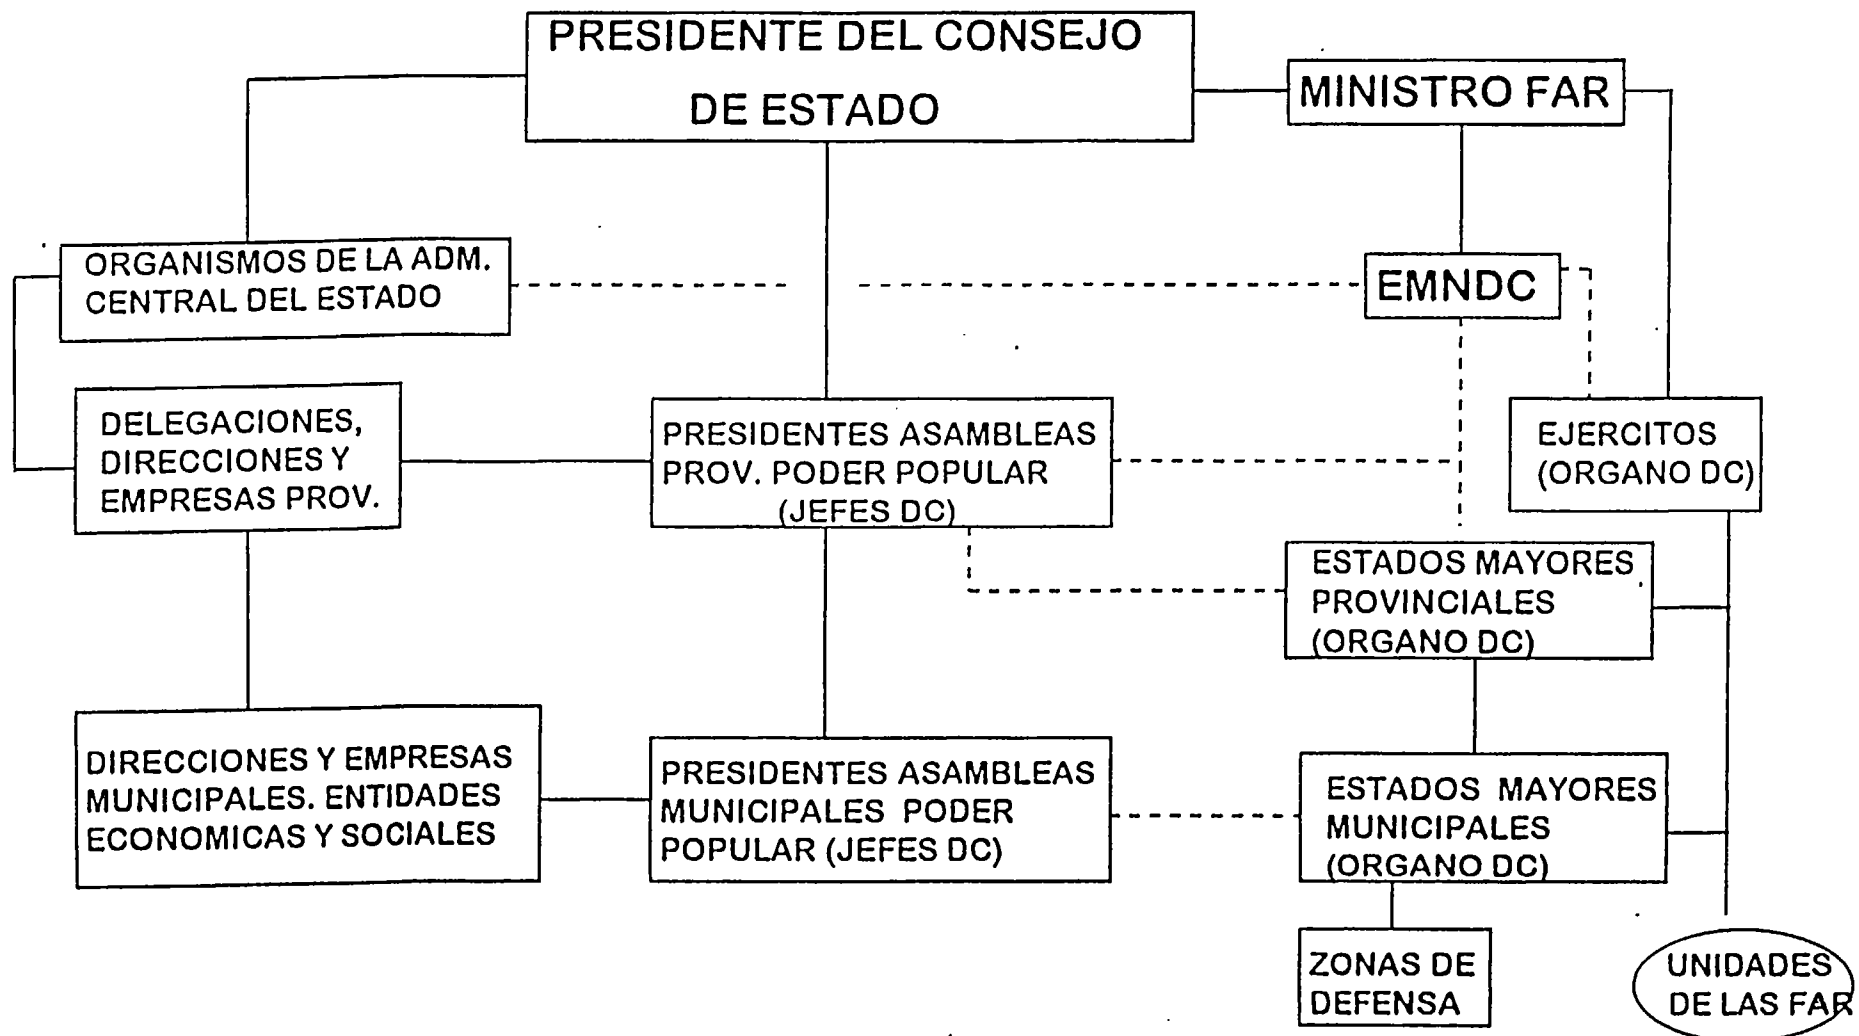 PRESIDENTE DEL CONSEJO
DE ESTADO
MINISTRO FAR
ORGANISMOS DE LA ADM.
CENTRAL DEL ESTADO
EMNDC
DELEGACIONES,
DIRECCIONES Y
EMPRESAS PROV.
PRESIDENTES ASAMBLEAS
PROV. PODER POPULAR
(JEFES DC)
EJERCITOS
(ORGANO DC)
ESTADOS MAYORES
PROVINCIALES
(ORGANO DC)
DIRECCIONES Y EMPRESAS
MUNICIPALES. ENTIDADES
ECONOMICAS Y SOCIALES
PRESIDENTES ASAMBLEAS
MUNICIPALES PODER
POPULAR (JEFES DC)
ESTADOS MAYORES
MUNICIPALES
(ORGANO DC)
ZONAS DE
DEFENSA
UNIDADES
DE LAS FAR